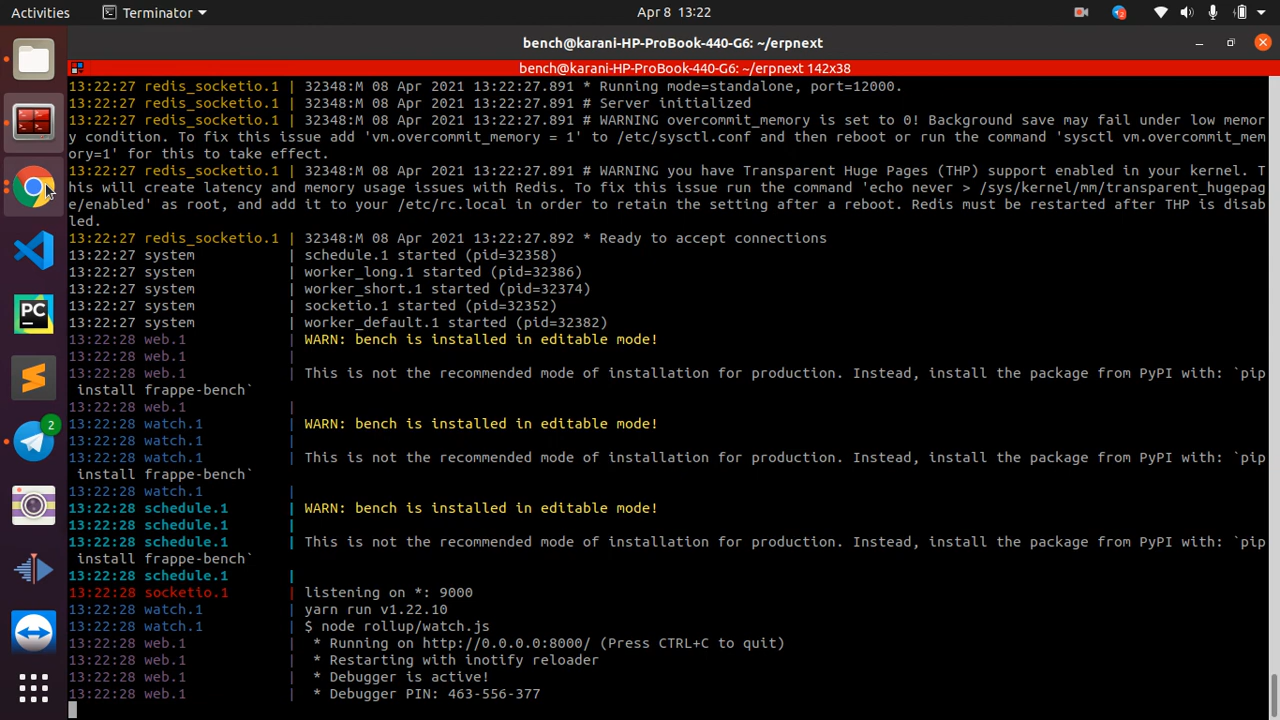 Activities
Terminator
Apr 8 13:22
bench@karani-HP-ProBook-440-G6: ~/erpnext
bench@karani-HP-ProBook-440-G6: ~/erpnext 142x38
13:22:27 redis_socketio.1 | 32348:M 08 Apr 2021 13:22:27.891 * Running mode=standalone, port=12000.
13:22:27 redis_socketio.1 | 32348:M 08 Apr 2021 13:22:27.891 # Server initialized
13:22:27 redis_socketio.1 | 32348:M 08 Apr 2021 13:22:27.891 # WARNING overcommit_memory is set to 0! Background save may fail under low memor
y condition. To fix this issue add 'vm.overcommit_memory = 1' to /etc/sysctl.conf and then reboot or run the command 'sysctl vm.overcommit_mem
ory=1' for this to take effect.
13:22:27 redis_socketio.1 | 32348:M 08 Apr 2021 13:22:27.891 # WARNING you have Transparent Huge Pages (THP) support enabled in your kernel. T
his will create latency and memory usage issues with Redis. To fix this issue run the command 'echo never > /sys/kernel/mm/transparent_hugepag
e/enabled' as root, and add it to your /etc/rc.local in order to retain the setting after a reboot. Redis must be restarted after THP is disab
led.
13:22:27 redis_socketio.1 | 32348:M 08 Apr 2021 13:22:27.892 * Ready to accept connections
13:22:27 system | schedule.1 started (pid=32358)
13:22:27 system | worker_long.1 started (pid=32386)
13:22:27 system | worker_short.1 started (pid=32374)
13:22:27 system | socketio.1 started (pid=32352)
13:22:27 system | worker_default.1 started (pid=32382)
13:22:28 web.1 | WARN: bench is installed in editable mode!
13:22:28 web.1 |
13:22:28 web.1 | This is not the recommended mode of installation for production. Instead, install the package from PyPI with: `pip
install frappe-bench`
13:22:28 web.1 |
13:22:28 watch.1 | WARN: bench is installed in editable mode!
13:22:28 watch.1 |
13:22:28 watch.1 | This is not the recommended mode of installation for production. Instead, install the package from PyPI with: `pip
install frappe-bench`
13:22:28 watch.1 |
13:22:28 schedule.1 | WARN: bench is installed in editable mode!
13:22:28 schedule.1 |
13:22:28 schedule.1 | This is not the recommended mode of installation for production. Instead, install the package from PyPI with: `pip
install frappe-bench`
13:22:28 schedule.1 |
13:22:28 socketio.1 | listening on *: 9000
13:22:28 watch.1 | yarn run v1.22.10
13:22:28 watch.1 | $ node rollup/watch.js
13:22:28 web.1 | * Running on http://0.0.0.0:8000/ (Press CTRL+C to quit)
13:22:28 web.1 | * Restarting with inotify reloader
13:22:28 web.1 | * Debugger is active!
13:22:28 web.1 | * Debugger PIN: 463-556-377
PC
2
2